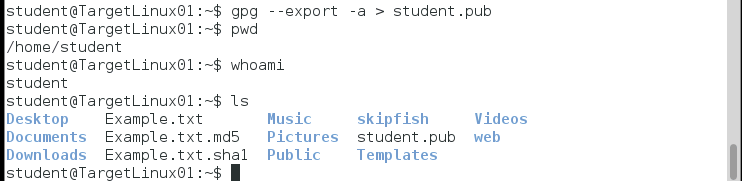 student@TargetLinux01:~$ gpg --export -a > student.pub
student@TargetLinux01:~$ pwd
/home/student
student@TargetLinux01:~$ whoami
student
student@TargetLinux01:~$ ls
Desktop    Example.txt       Music     skipfish     Videos
Documents  Example.txt.md5   Pictures  student.pub  web
Downloads  Example.txt.sha1  Public    Templates
student@TargetLinux01:~$